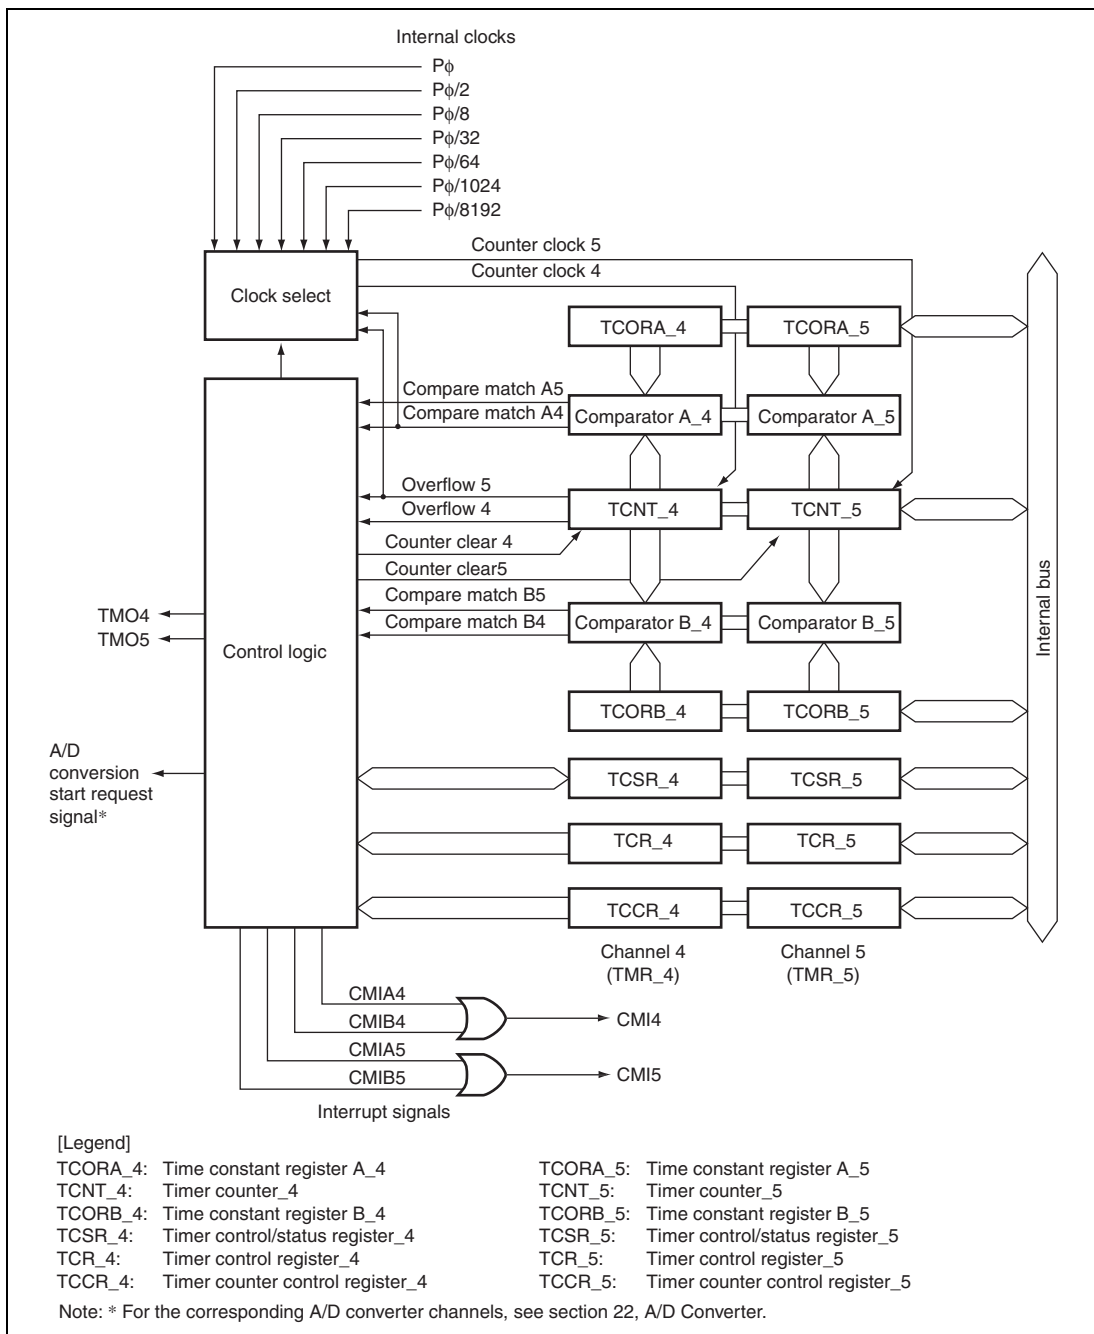 Internal clocks
Pϕ
Pϕ/2
Pϕ/8
Pϕ/32
Pϕ/64
Pϕ/1024
Pϕ/8192
Counter clock 5
Counter clock 4
Clock select
TCORA_4
TCORA_5
Compare match A5
Compare match A4
Comparator A_4
Comparator A_5
Overflow 5
Overflow 4
TCNT_4
TCNT_5
Counter clear 4
Counter clear5
Compare match B5
Compare match B4
Comparator B_4
Comparator B_5
TMO4
TMO5
Control logic
Internal bus
TCORB_4
TCORB_5
A/D
conversion
start request
signal*
TCSR_4
TCSR_5
TCR_4
TCR_5
TCCR_4
TCCR_5
Channel 4
(TMR_4)
Channel 5
(TMR_5)
CMIA4
CMIB4
CMI4
CMIA5
CMIB5
CMI5
Interrupt signals
[Legend]
TCORA_4: Time constant register A_4
TCNT_4: Timer counter_4
TCORB_4: Time constant register B_4
TCSR_4: Timer control/status register_4
TCR_4: Timer control register_4
TCCR_4: Timer counter control register_4
TCORA_5: Time constant register A_5
TCNT_5: Timer counter_5
TCORB_5: Time constant register B_5
TCSR_5: Timer control/status register_5
TCR_5: Timer control register_5
TCCR_5: Timer counter control register_5
Note: * For the corresponding A/D converter channels, see section 22, A/D Converter.